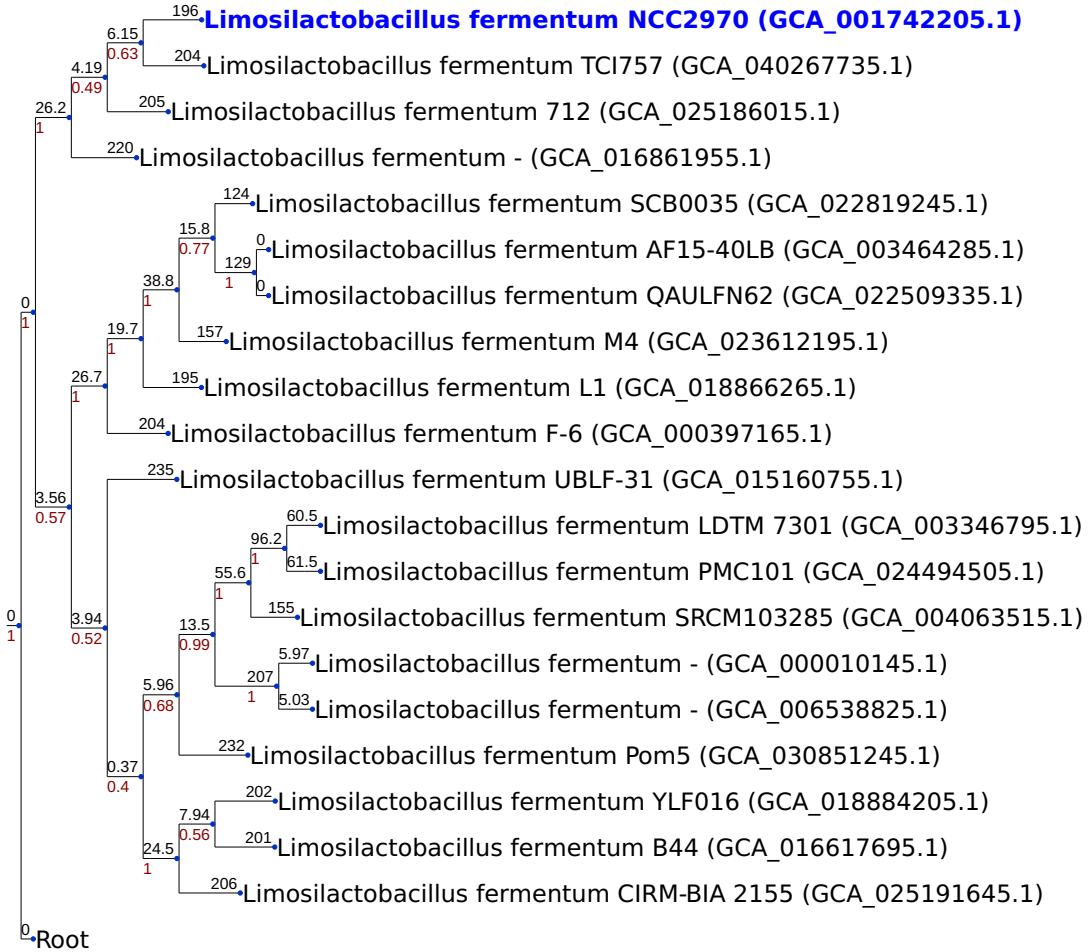 196
Limosilactobacillus fermentum NCC2970 (GCA_001742205.1)
6.15
0.63
204
Limosilactobacillus fermentum TCI757 (GCA_040267735.1)
4.19
0.49
205
Limosilactobacillus fermentum 712 (GCA_025186015.1)
26.2
1
220
Limosilactobacillus fermentum - (GCA_016861955.1)
124
Limosilactobacillus fermentum SCB0035 (GCA_022819245.1)
15.8
0.77
0
Limosilactobacillus fermentum AF15-40LB (GCA_003464285.1)
129
1
0
Limosilactobacillus fermentum QAULFN62 (GCA_022509335.1)
38.8
1
157
Limosilactobacillus fermentum M4 (GCA_023612195.1)
0
1
19.7
1
195
Limosilactobacillus fermentum L1 (GCA_018866265.1)
26.7
1
204
Limosilactobacillus fermentum F-6 (GCA_000397165.1)
235
Limosilactobacillus fermentum UBLF-31 (GCA_015160755.1)
3.56
0.57
60.5
Limosilactobacillus fermentum LDTM 7301 (GCA_003346795.1)
96.2
1
61.5
Limosilactobacillus fermentum PMC101 (GCA_024494505.1)
55.6
1
155
Limosilactobacillus fermentum SRCM103285 (GCA_004063515.1)
0
1
3.94
0.52
13.5
0.99
5.97
Limosilactobacillus fermentum - (GCA_000010145.1)
207
1
5.03
Limosilactobacillus fermentum - (GCA_006538825.1)
5.96
0.68
232
Limosilactobacillus fermentum Pom5 (GCA_030851245.1)
0.37
0.4
202
Limosilactobacillus fermentum YLF016 (GCA_018884205.1)
7.94
0.56
201
Limosilactobacillus fermentum B44 (GCA_016617695.1)
24.5
1
206
Limosilactobacillus fermentum CIRM-BIA 2155 (GCA_025191645.1)
0
Root